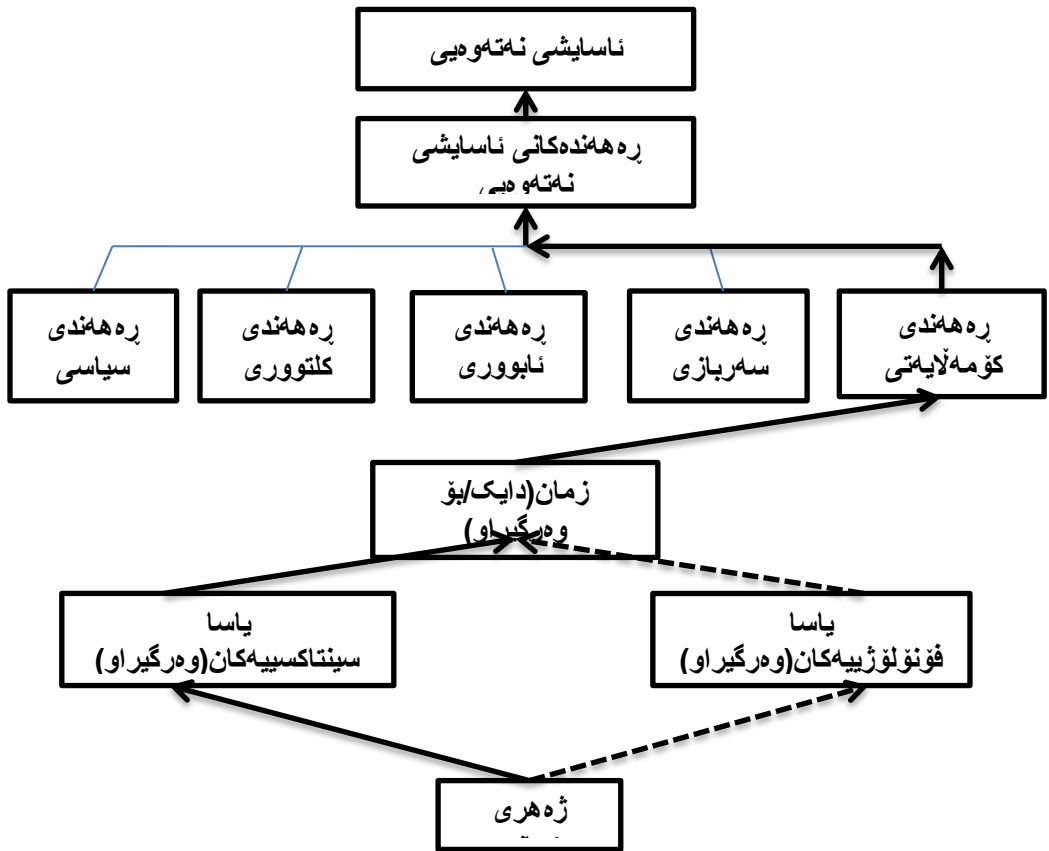 ئاسایشی نەتەوەیی
ڕەهەندەکانی ئاسایشی
نەتەوەیی
ڕەهەندی
کۆمەڵایەتی
ڕەهەندی
سەربازی
ڕەهەندی
ئابووری
ڕەهەندی
کلتووری
ڕەهەندی
سیاسی
زمان(دایک/بۆ
وەرگیراو)
یاسا
فۆنۆلۆژییەکان(وەرگیراو)
یاسا
سینتاکسییەکان(وەرگیراو)
ژەهری